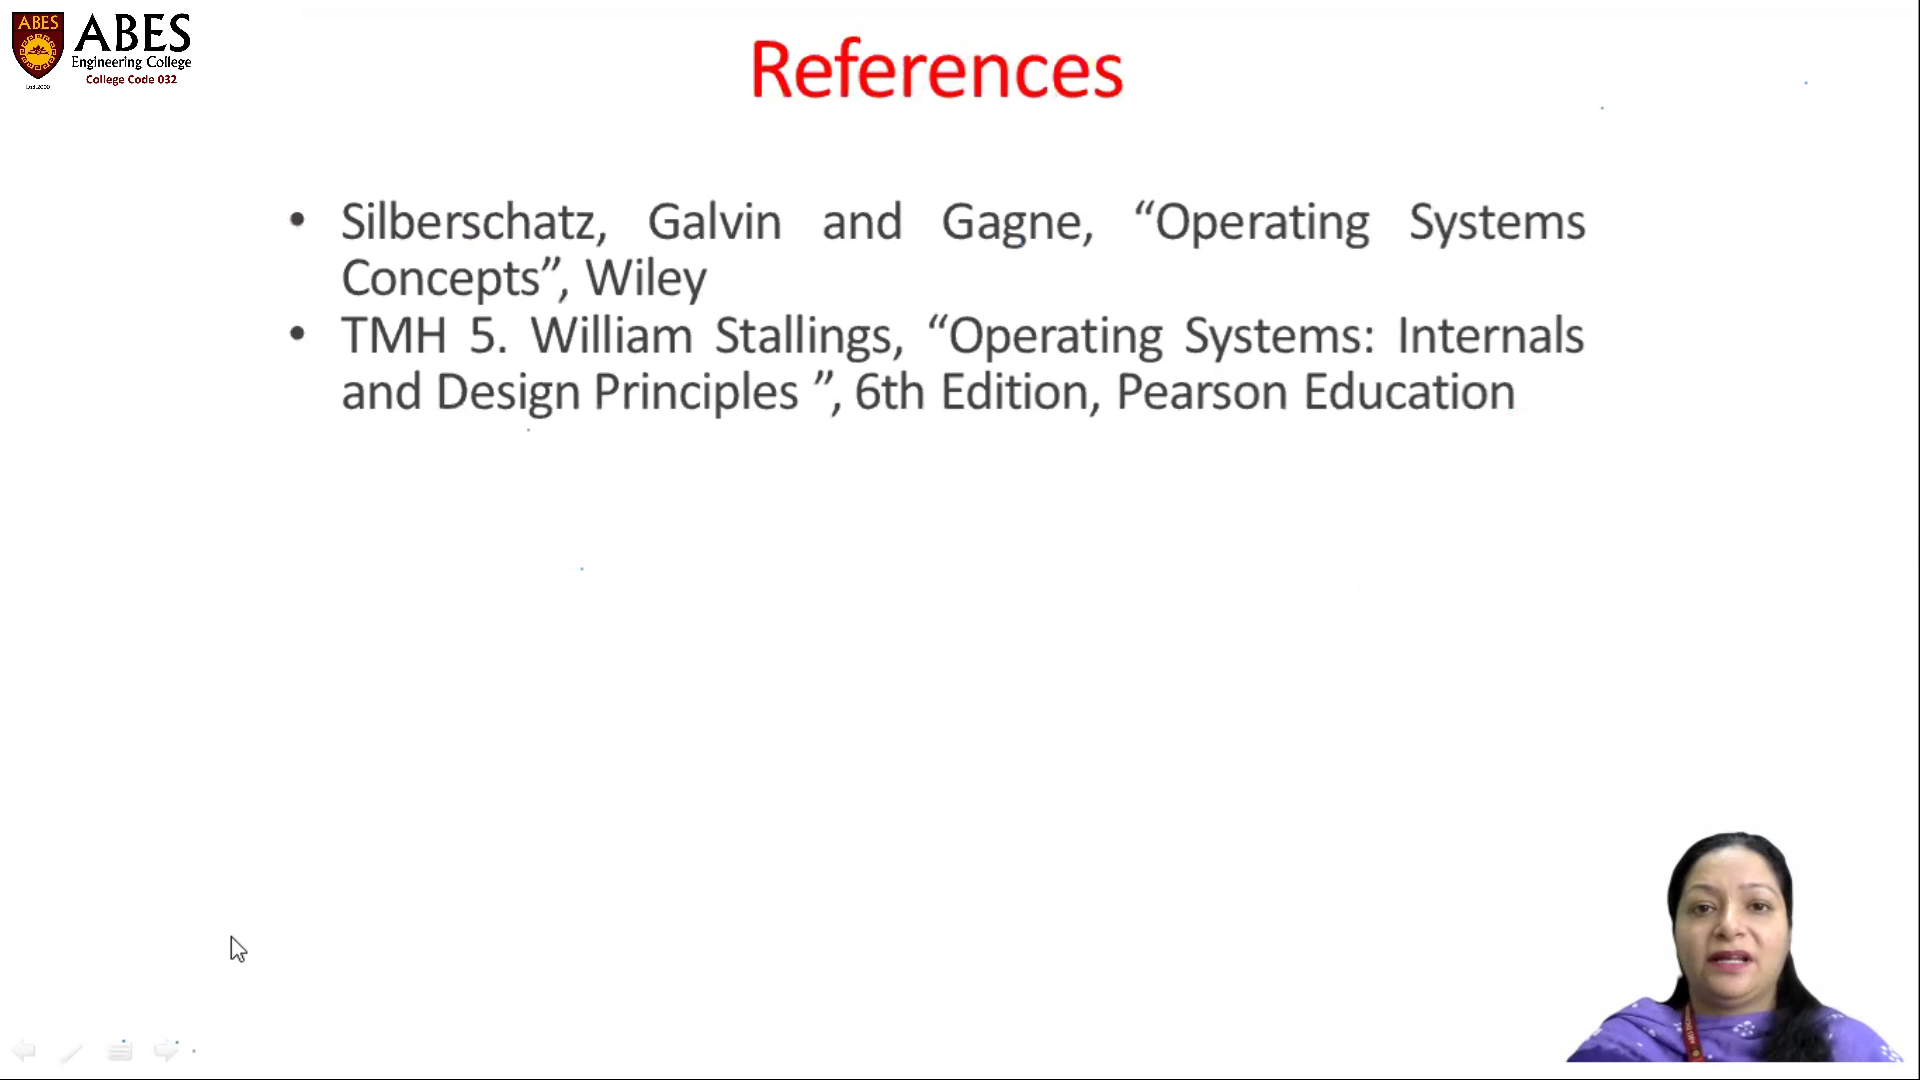 ABES
ABES
Engineering College
College Code 032
References
• Silberschatz, Galvin and Gagne, “Operating Systems
Concepts”, Wiley
• TMH 5. William Stallings, “Operating Systems: Internals
and Design Principles ”, 6th Edition, Pearson Education